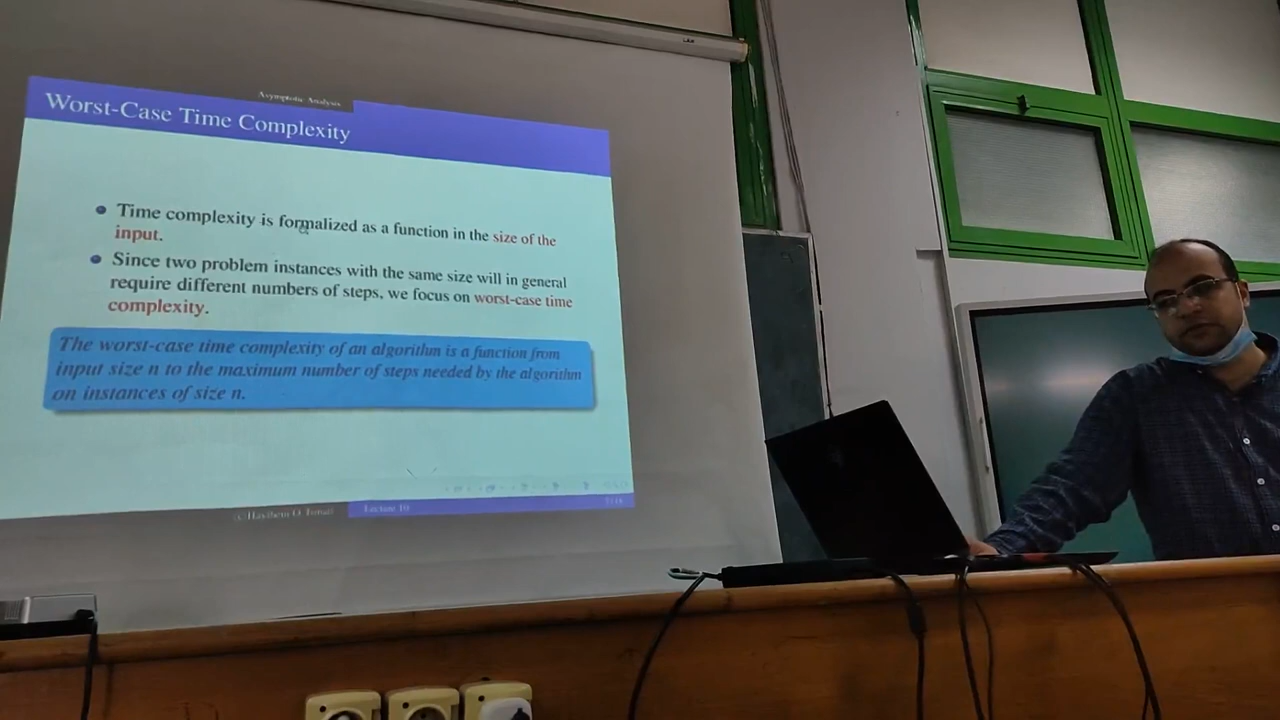 Asymptotic Analysis
Worst-Case Time Complexity
Time complexity is formalized as a function in the size of the
input.
Since two problem instances with the same size will in general
require different numbers of steps, we focus on worst-case time
complexity.
The worst-case time complexity of an algorithm is a function from
input size n to the maximum number of steps needed by the algorithm
on instances of size n.
Lecture 10